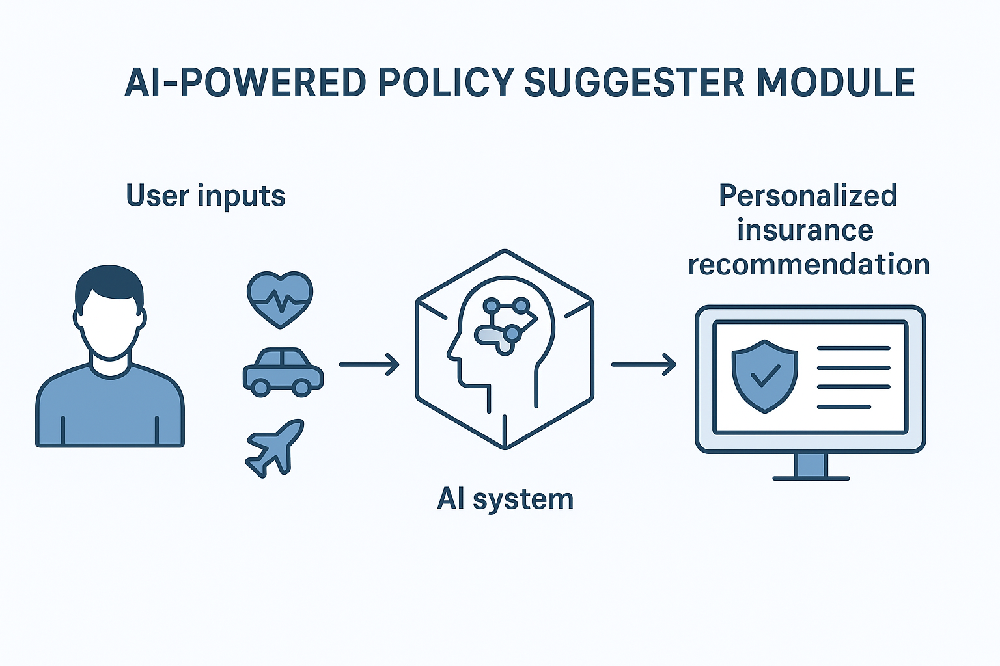 AI-POWERED POLICY SUGGESTER MODULE
User inputs
Personalized
insurance
recommendation
AI system